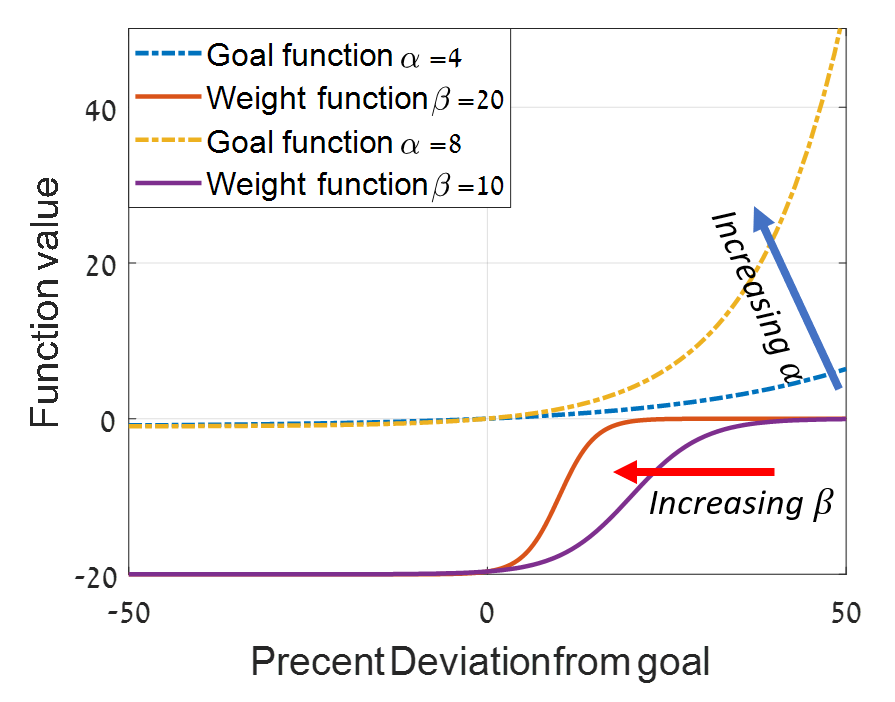 Goal function α =4
Weight function β =20
Goal function α =8
Weight function β =10
40
20
0
-20
-50
0
50
Function value
Precent Deviation from goal
Increasing α
Increasing β